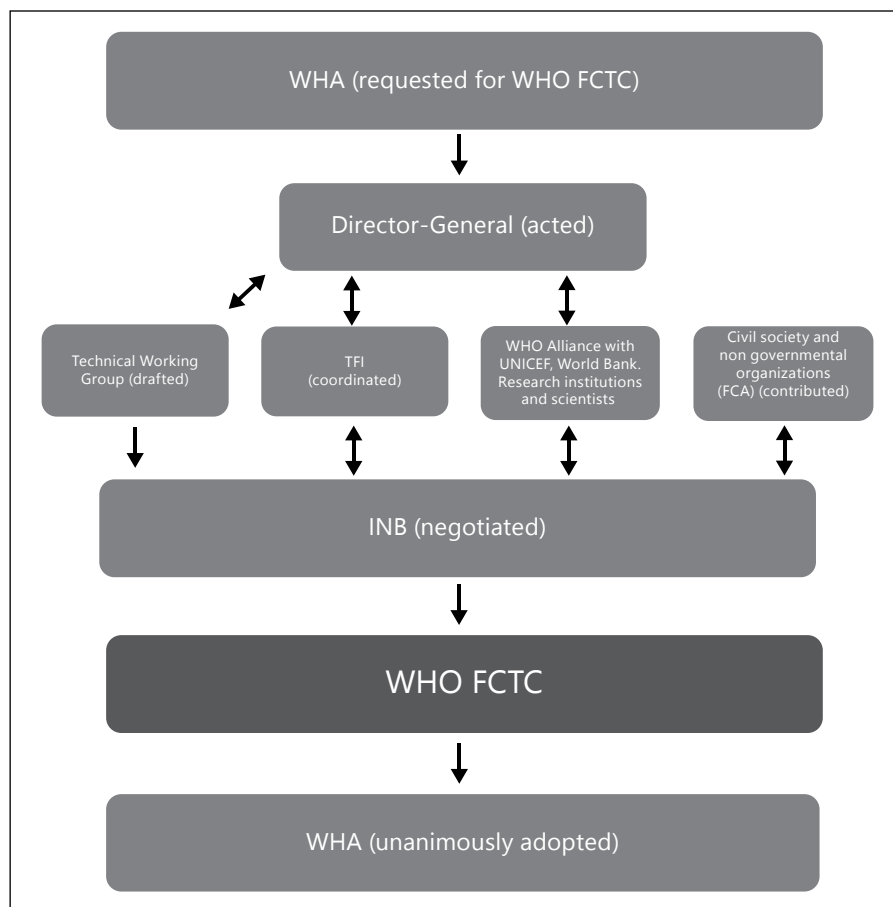 WHA (requested for WHO FCTC)
Director-General (acted)
Technical Working
Group (drafted)
TFI
(coordinated)
WHO Alliance with
UNICEF, World Bank.
Research institutions
and scientists
Civil society and
non governmental
organizations
(FCA) (contributed)
INB (negotiated)
WHO FCTC
WHA (unanimously adopted)